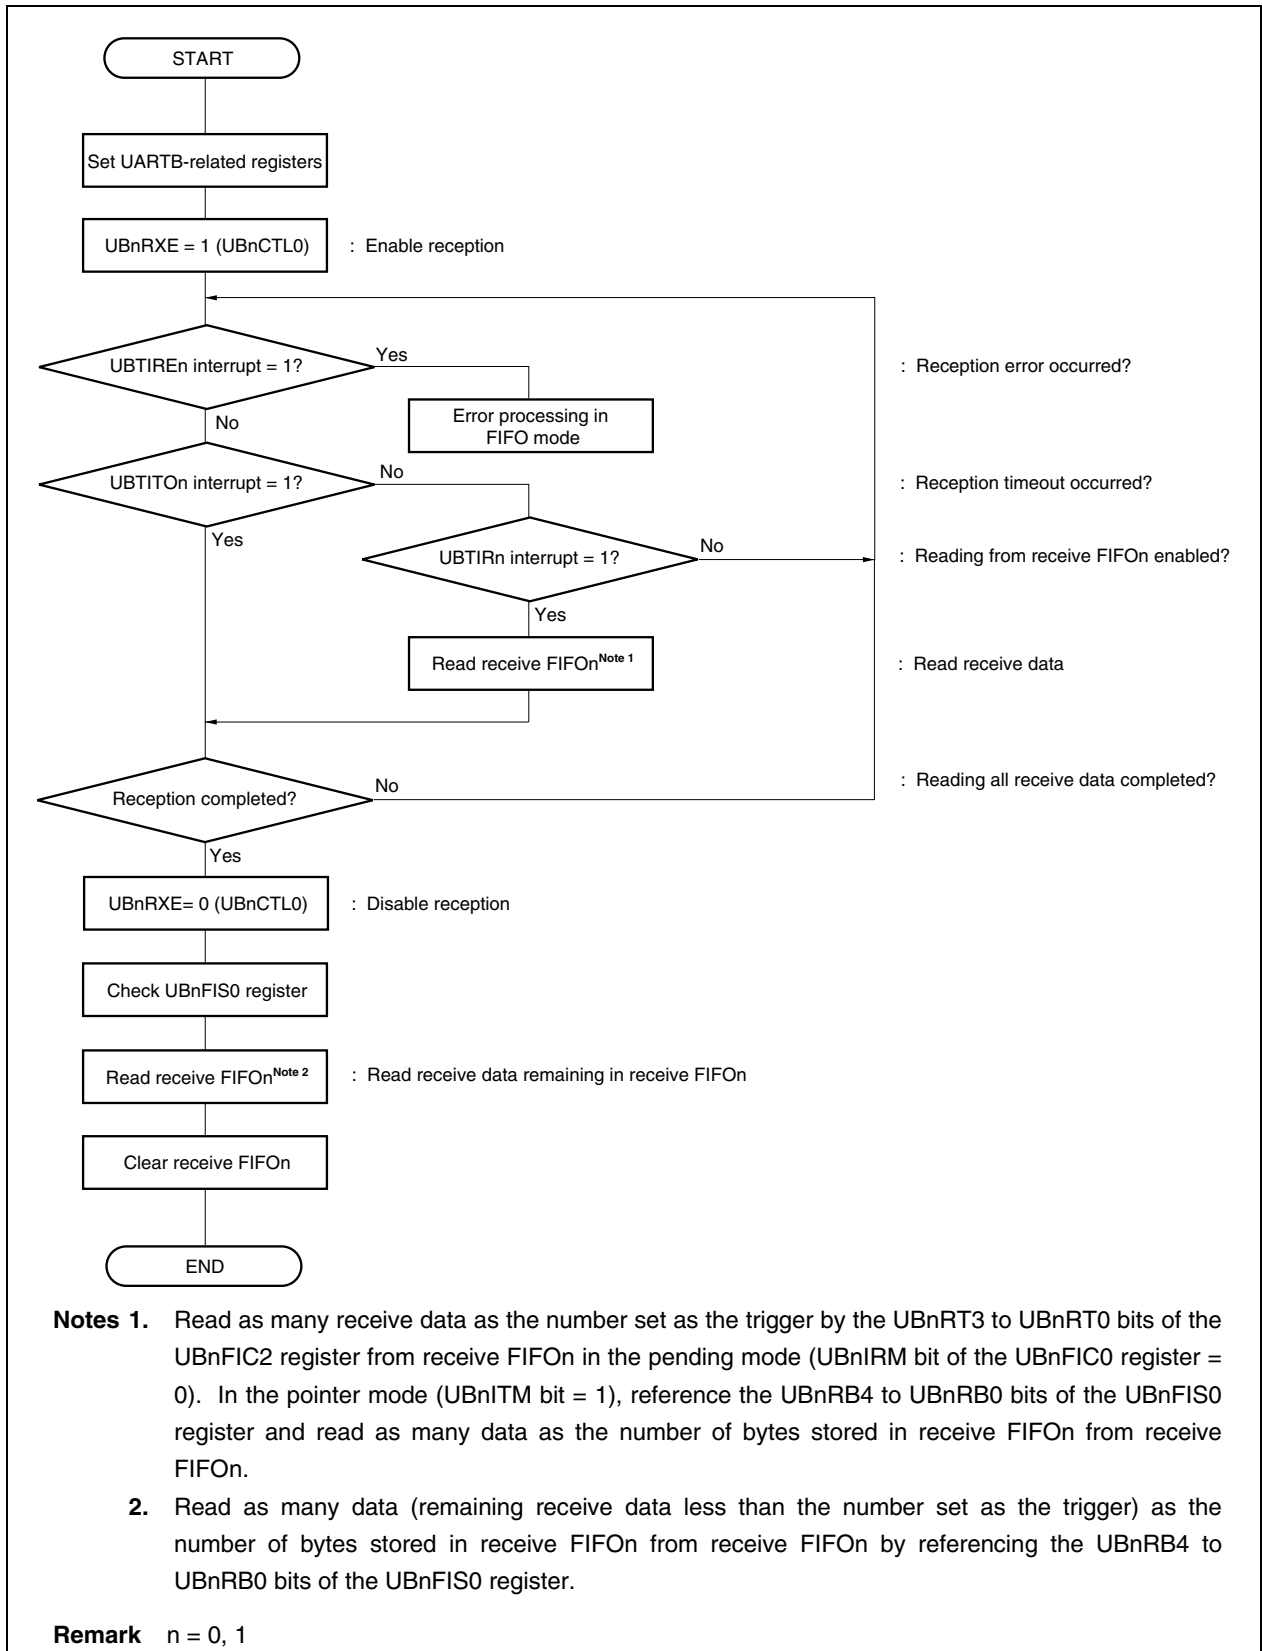 START
Set UARTB-related registers
UBnRXE = 1 (UBnCTL0)
: Enable reception
UBTIREn interrupt = 1?
Yes
: Reception error occurred?
Error processing in
FIFO mode
No
UBTITOn interrupt = 1?
No
: Reception timeout occurred?
Yes
UBTIRn interrupt = 1?
No
: Reading from receive FIFOn enabled?
Yes
Read receive FIFOnNote 1
: Read receive data
Reception completed?
No
: Reading all receive data completed?
Yes
UBnRXE= 0 (UBnCTL0)
: Disable reception
Check UBnFIS0 register
Read receive FIFOnNote 2
: Read receive data remaining in receive FIFOn
Clear receive FIFOn
END
Notes 1. Read as many receive data as the number set as the trigger by the UBnRT3 to UBnRT0 bits of the
UBnFIC2 register from receive FIFOn in the pending mode (UBnIRM bit of the UBnFIC0 register =
0). In the pointer mode (UBnITM bit = 1), reference the UBnRB4 to UBnRB0 bits of the UBnFIS0
register and read as many data as the number of bytes stored in receive FIFOn from receive
FIFOn.
2. Read as many data (remaining receive data less than the number set as the trigger) as the
number of bytes stored in receive FIFOn from receive FIFOn by referencing the UBnRB4 to
UBnRB0 bits of the UBnFIS0 register.
Remark n = 0, 1